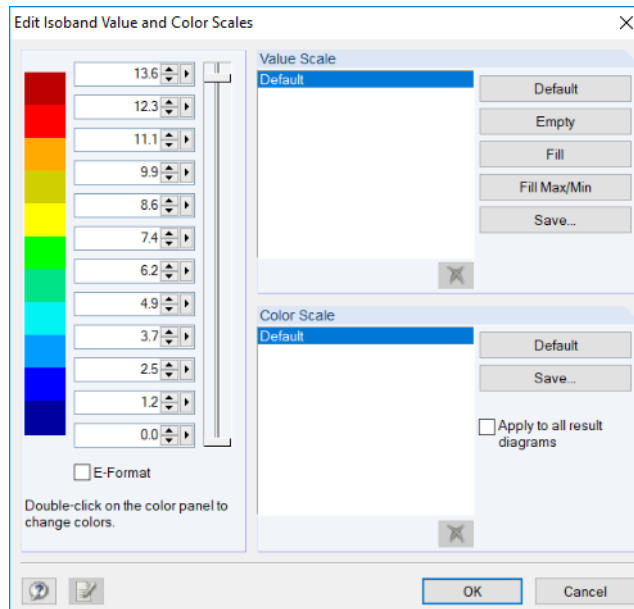 Edit Isoband Value and Color Scales
13.6
12.3
11.1
9.9
8.6
7.4
6.2
4.9
3.7
2.5
1.2
0.0
E-Format
Double-click on the color panel to
change colors.
Value Scale
Default
Default
Empty
Fill
Fill Max/Min
Save...
Color Scale
Default
Default
Save...
Apply to all result
diagrams
OK
Cancel